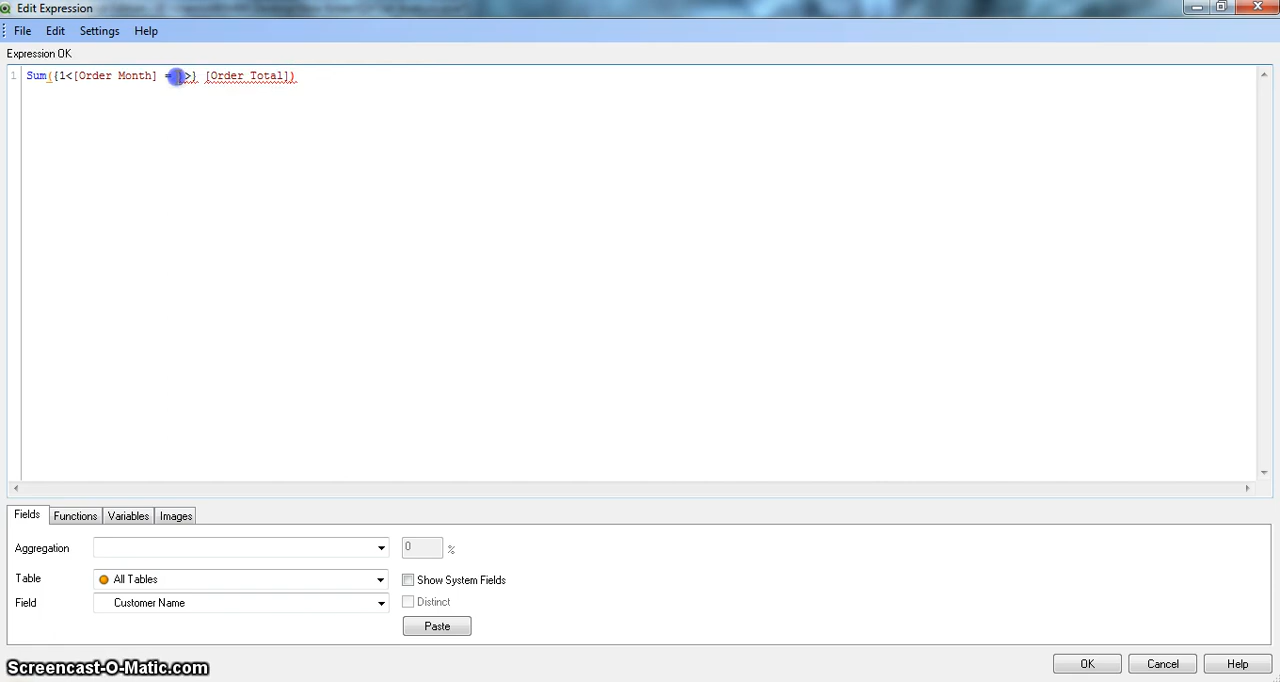 Edit Expression
File Edit Settings Help
Expression OK
1 Sum({1<[Order Month] = }>} [Order Total])
Fields Functions Variables Images
Aggregation 0 %
Table All Tables Show System Fields
Field Customer Name Distinct
Paste
Screencast-O-Matic.com OK Cancel Help